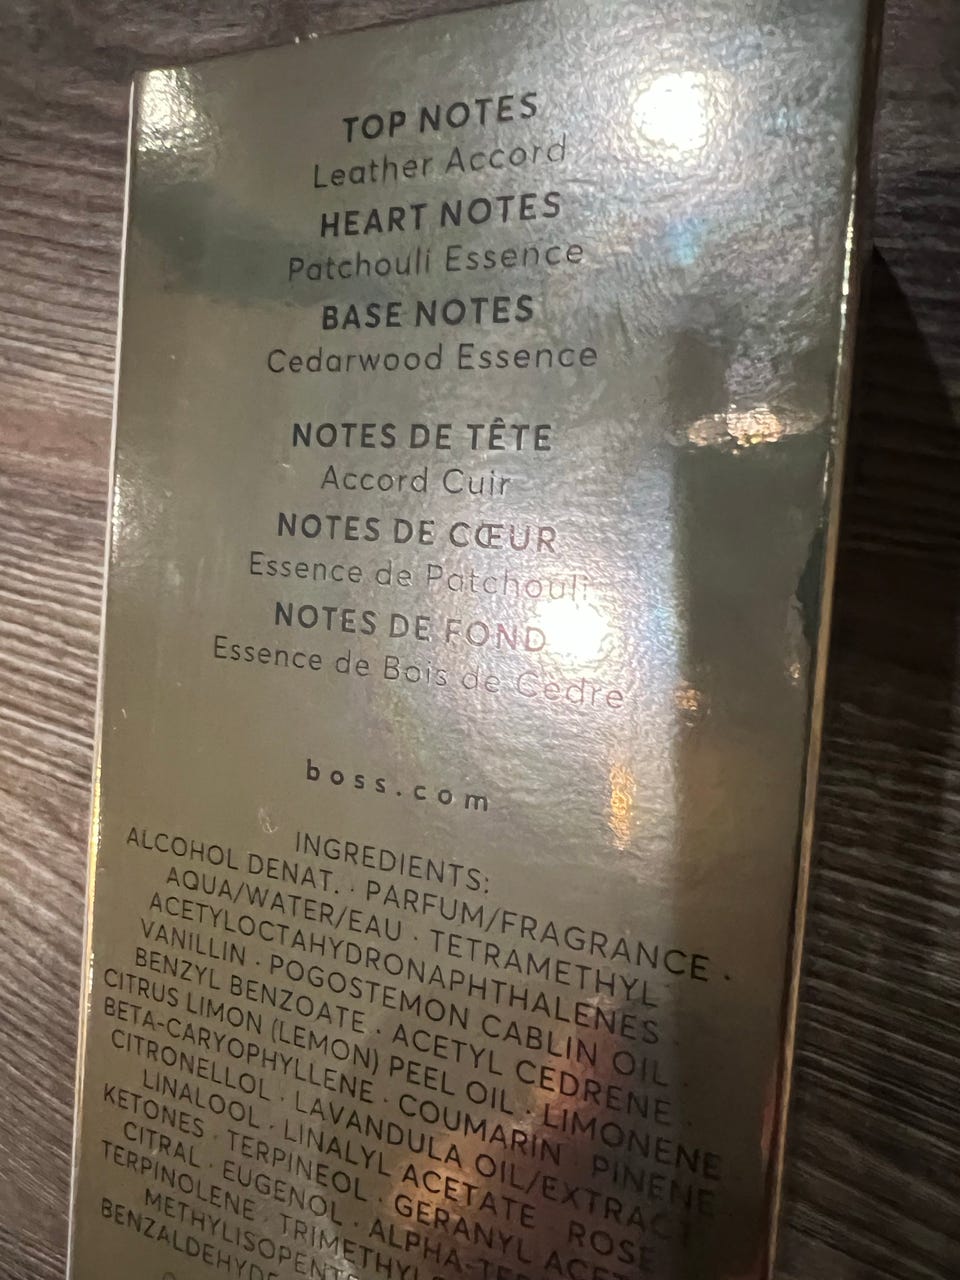 TOP NOTES
Leather Accord
HEART NOTES
Patchouli Essence
BASE NOTES
Cedarwood Essence
NOTES DE TÊTE
Accord Cuir
NOTES DE CŒUR
Essence de Patchouli
NOTES DE FOND
Essence de Bois de Cèdre
boss.com
INGREDIENTS:
ALCOHOL DENAT. · PARFUM/FRAGRANCE ·
AQUA/WATER/EAU · TETRAMETHYL
ACETYLOCTAHYDRONAPHTHALENES ·
VANILLIN · POGOSTEMON CABLIN OIL ·
BENZYL BENZOATE · ACETYL CEDRENE ·
CITRUS LIMON (LEMON) PEEL OIL · LIMONENE ·
BETA-CARYOPHYLLENE · COUMARIN · PINENE ·
CITRONELLOL · LAVANDULA OIL/EXTRACT ·
LINALOOL · LINALYL ACETATE · ROSE
KETONES · TERPINEOL · GERANYL
CITRAL · EUGENOL ·
TERPINOLENE ·
BENZALDEHYDE